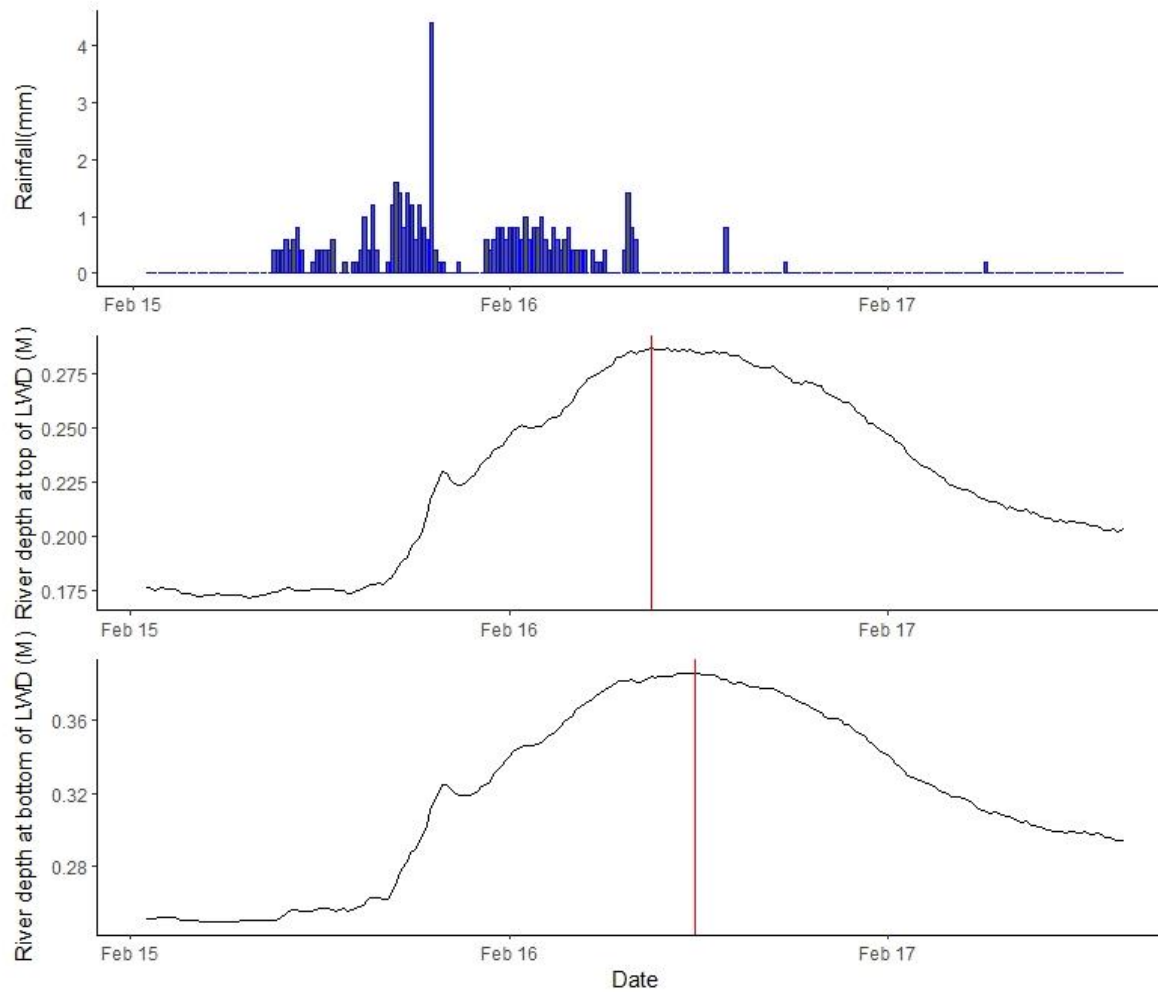 Rainfall(mm)
4
3
2
1
0
Feb 15 Feb 16 Feb 17
River depth at top of LWD (M)
0.275
0.250
0.225
0.200
0.175
Feb 15 Feb 16 Feb 17
River depth at bottom of LWD (M)
0.36
0.32
0.28
Feb 15 Feb 16 Feb 17
Date